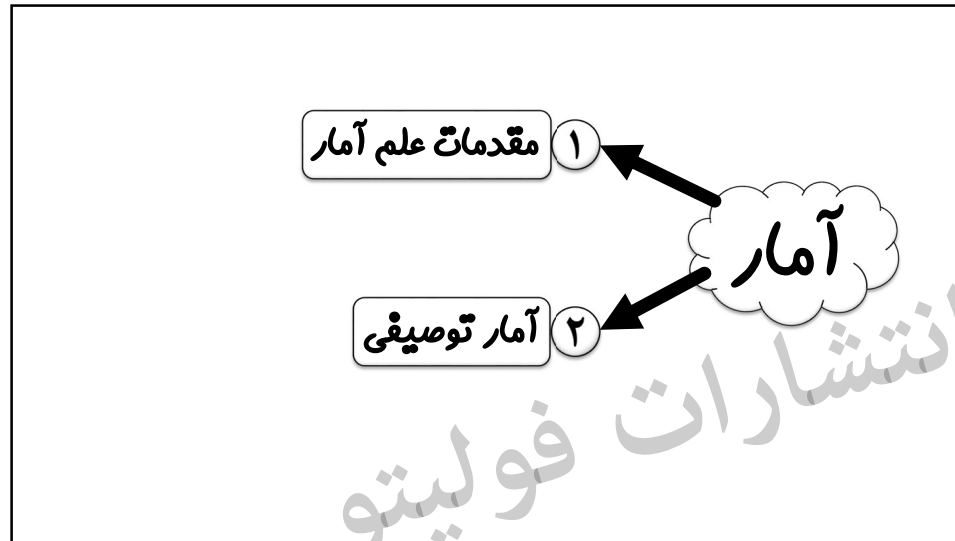 ۱ مقدمات علم آمار
آمار
۲ آمار توصیفی
انتشارات فولیتو